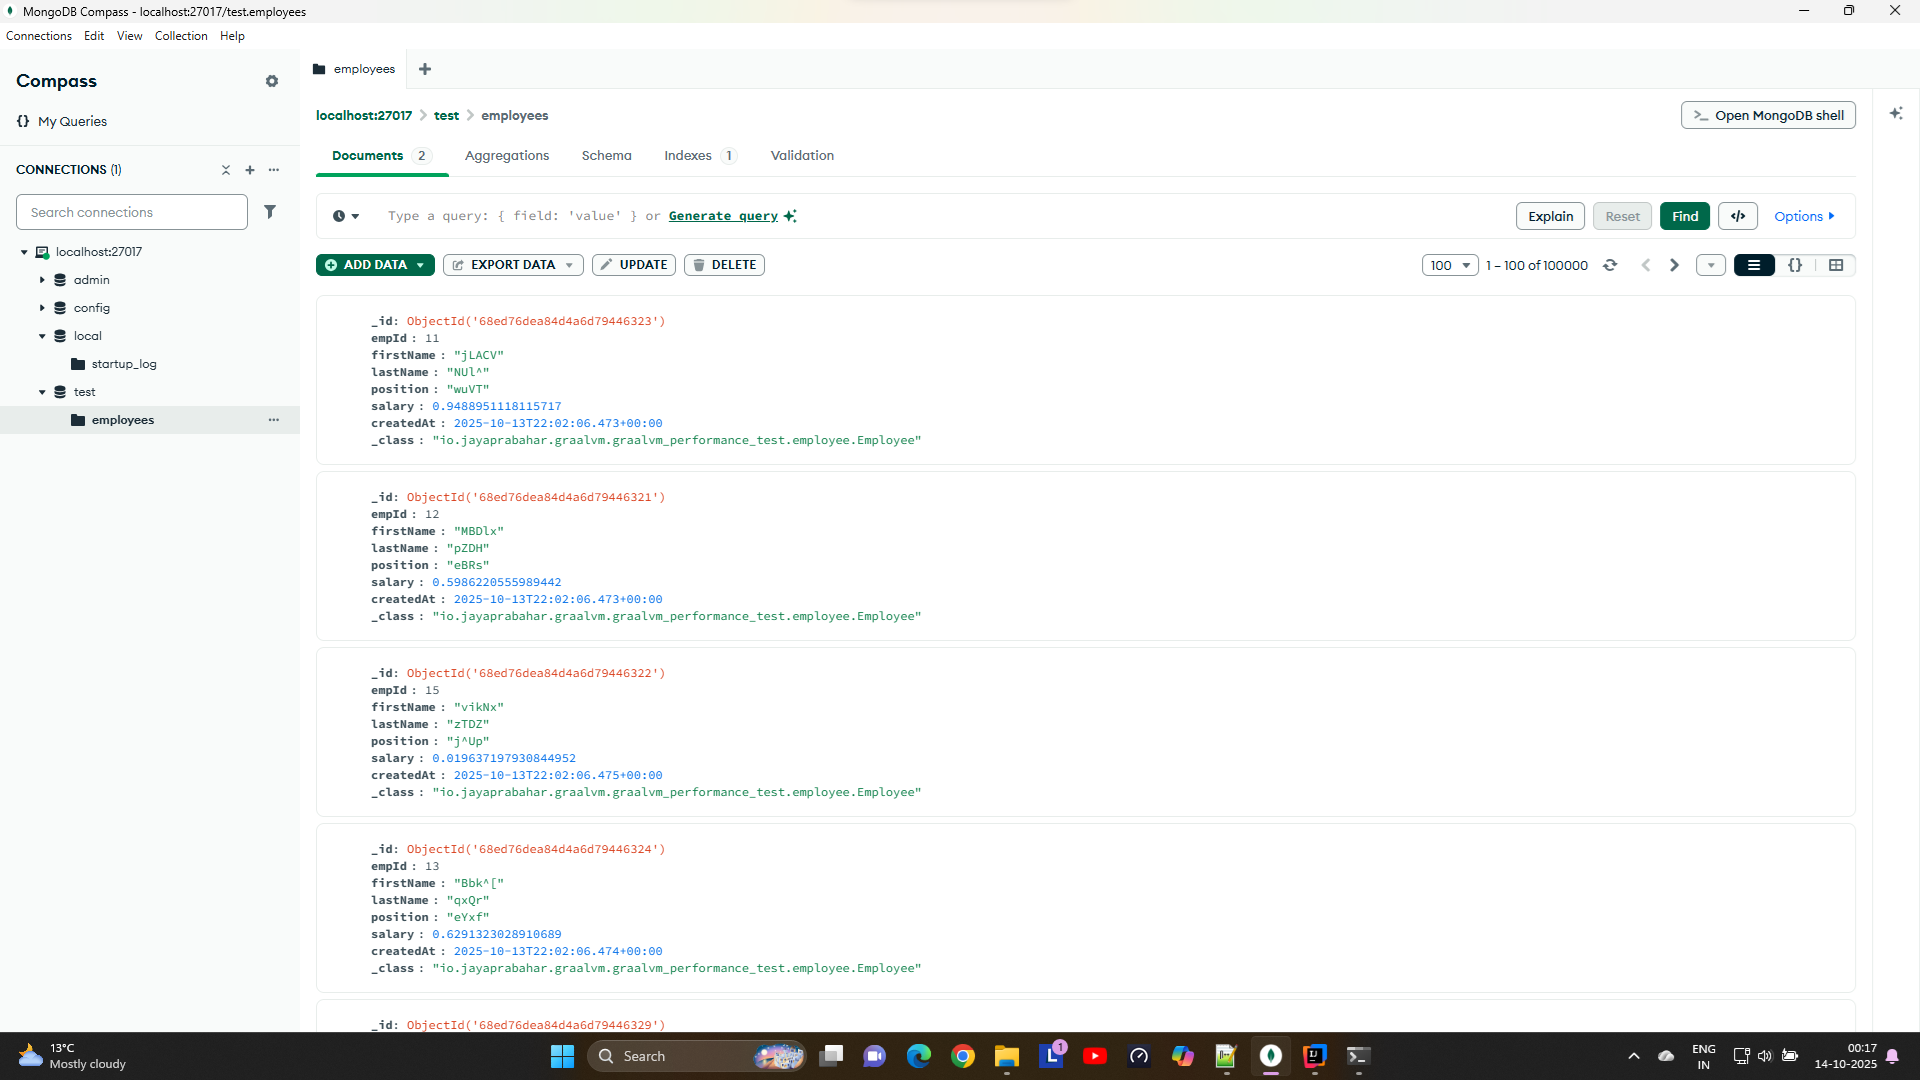 MongoDB Compass - localhost:27017/test.employees
Connections Edit View Collection Help
Compass
{} My Queries
CONNECTIONS (1)
Search connections
localhost:27017
admin
config
local
startup_log
test
employees
employees
localhost:27017 > test > employees
>_ Open MongoDB shell
Documents 2 Aggregations Schema Indexes 1 Validation
Type a query: { field: 'value' } or Generate query
Explain Reset Find </> Options
ADD DATA EXPORT DATA UPDATE DELETE
100 1 – 100 of 100000 {}
_id: ObjectId('68ed76dea84d4a6d79446323')
empId : 11
firstName : "jLACV"
lastName : "NUl^"
position : "wuVT"
salary : 0.9488951118115717
createdAt : 2025-10-13T22:02:06.473+00:00
_class : "io.jayaprabahar.graalvm.graalvm_performance_test.employee.Employee"
_id: ObjectId('68ed76dea84d4a6d79446321')
empId : 12
firstName : "MBDlx"
lastName : "pZDH"
position : "eBRs"
salary : 0.5986220555989442
createdAt : 2025-10-13T22:02:06.473+00:00
_class : "io.jayaprabahar.graalvm.graalvm_performance_test.employee.Employee"
_id: ObjectId('68ed76dea84d4a6d79446322')
empId : 15
firstName : "vikNx"
lastName : "zTDZ"
position : "j^Up"
salary : 0.019637197930844952
createdAt : 2025-10-13T22:02:06.475+00:00
_class : "io.jayaprabahar.graalvm.graalvm_performance_test.employee.Employee"
_id: ObjectId('68ed76dea84d4a6d79446324')
empId : 13
firstName : "Bbk^["
lastName : "qxQr"
position : "eYxf"
salary : 0.6291323028910689
createdAt : 2025-10-13T22:02:06.474+00:00
_class : "io.jayaprabahar.graalvm.graalvm_performance_test.employee.Employee"
_id: ObjectId('68ed76dea84d4a6d79446329')
13°C
Mostly cloudy
Search
L 1
ENG
IN
00:17
14-10-2025